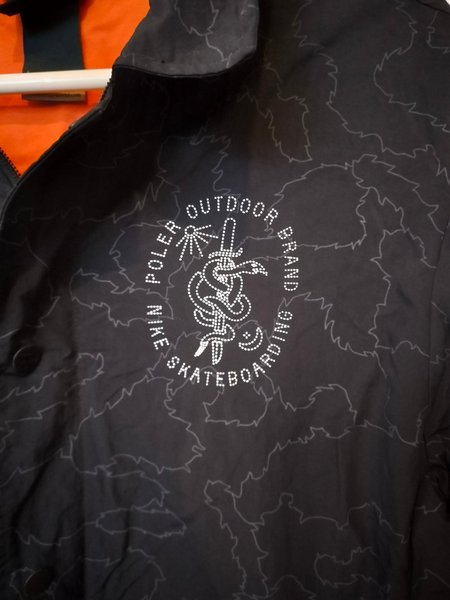 POLER OUTDOOR BRAND
NIKE SKATEBOARDING